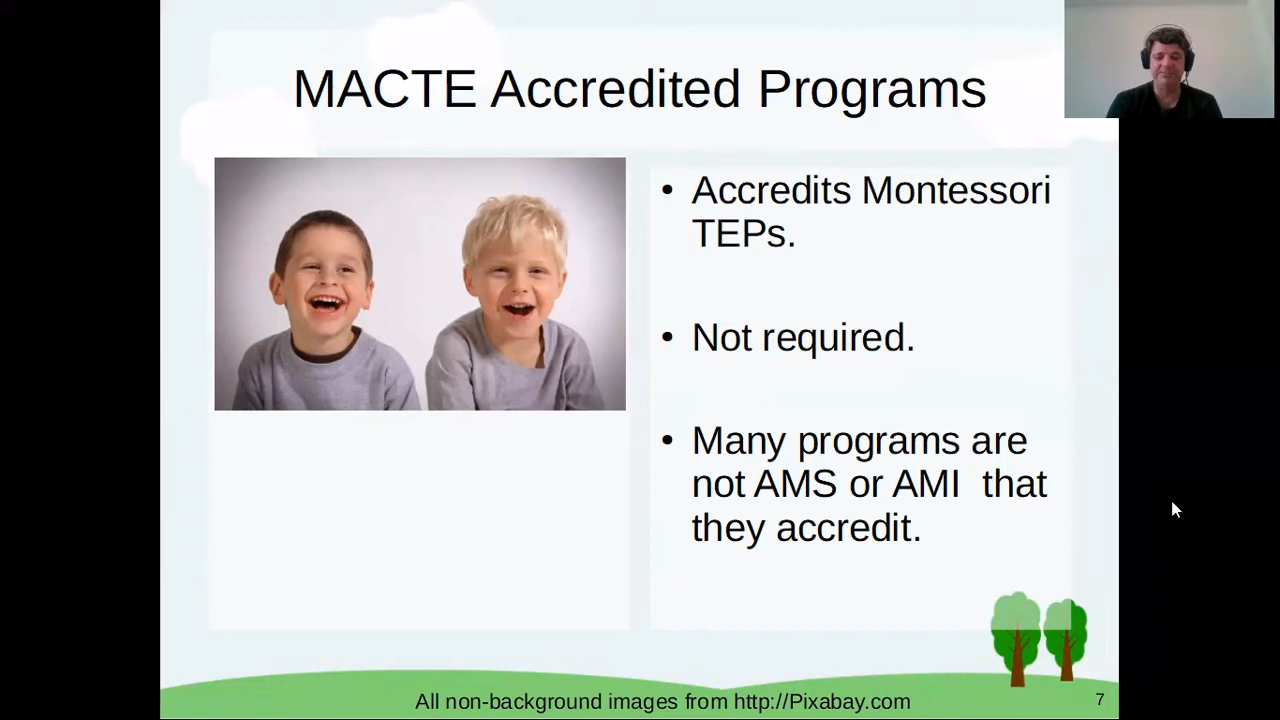 MACTE Accredited Programs
• Accredits Montessori
TEPs.
• Not required.
• Many programs are
not AMS or AMI  that
they accredit.
All non-background images from http://Pixabay.com
7